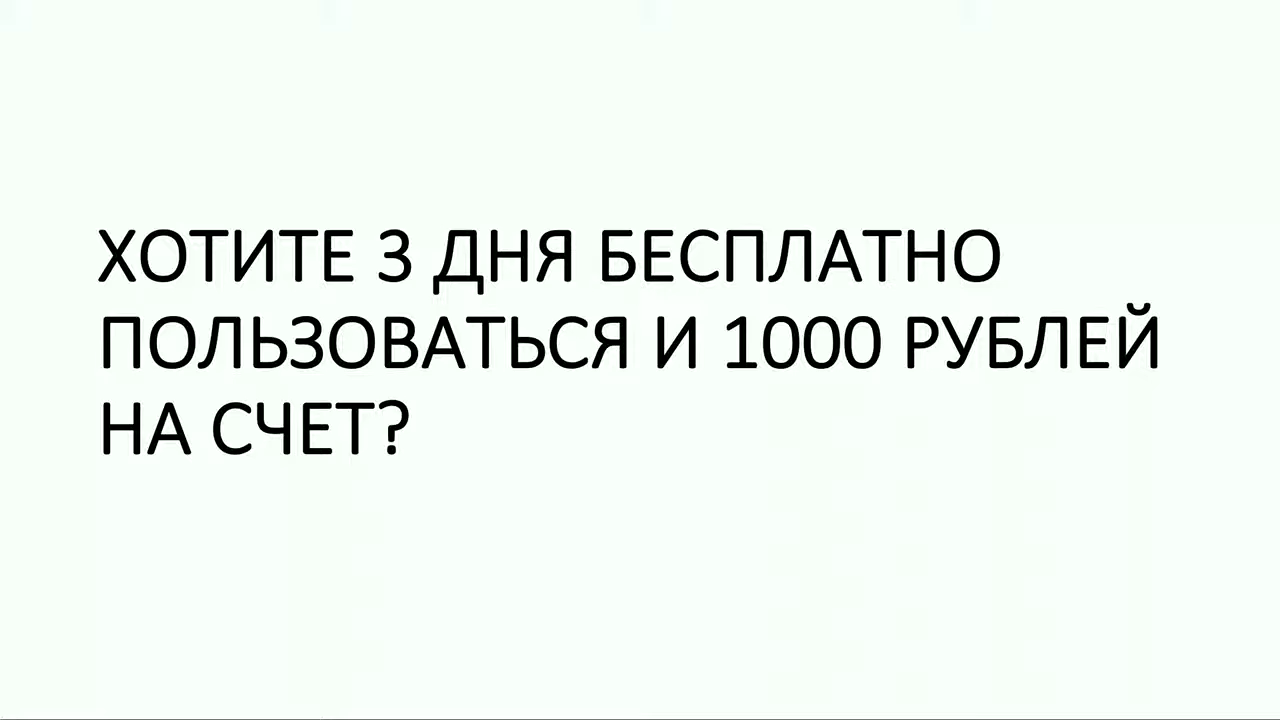 ХОТИТЕ 3 ДНЯ БЕСПЛАТНО
ПОЛЬЗОВАТЬСЯ И 1000 РУБЛЕЙ
НА СЧЕТ?